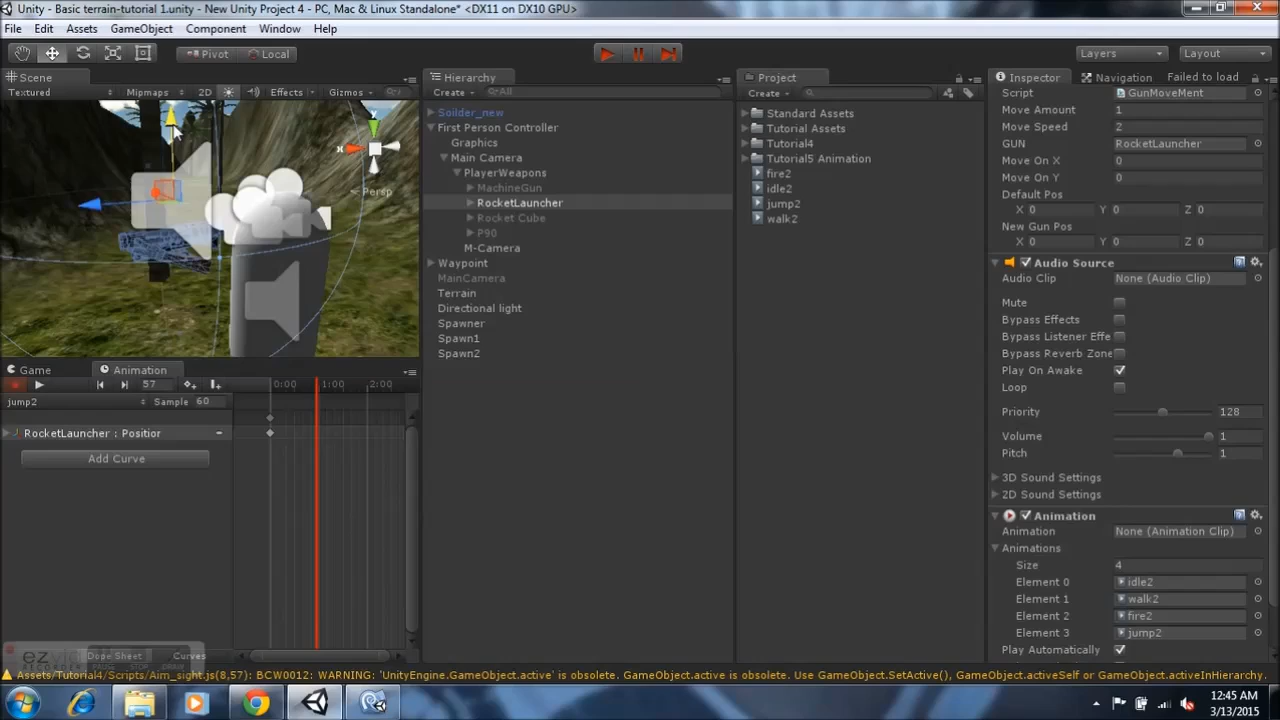 Unity - Basic terrain-tutorial 1.unity - New Unity Project 4 - PC, Mac & Linux Standalone* <DX11 on DX10 GPU>
File Edit Assets GameObject Component Window Help
Pivot Local Layers Layout
Scene Hierarchy Project Inspector Navigation Failed to load
Textured Mipmaps 2D Effects Gizmos All
Create All
Create
x
y
Persp
Soilder_new
First Person Controller
Graphics
Main Camera
PlayerWeapons
MachineGun
RocketLauncher
Rocket Cube
P90
M-Camera
Waypoint
MainCamera
Terrain
Directional light
Spawner
Spawn1
Spawn2
Standard Assets
Tutorial Assets
Tutorial4
Tutorial5 Animation
fire2
idle2
jump2
walk2
Script GunMoveMent
Move Amount 1
Move Speed 2
GUN RocketLauncher
Move On X 0
Move On Y 0
Default Pos
X 0 Y 0 Z 0
New Gun Pos
X 0 Y 0 Z 0
Audio Source
Audio Clip None (Audio Clip)
Mute
Bypass Effects
Bypass Listener Effe
Bypass Reverb Zone
Play On Awake
Loop
Priority 128
Volume 1
Pitch 1
3D Sound Settings
2D Sound Settings
Animation
Animation None (Animation Clip)
Animations
Size 4
Element 0 idle2
Element 1 walk2
Element 2 fire2
Element 3 jump2
Play Automatically
Game Animation
57 0:00 1:00 2:00
jump2 Sample 60
RocketLauncher : Position
Add Curve
Dope Sheet Curves
Assets/Tutorial4/Scripts/Aim_sight.js(8,57): BCW0012: WARNING: 'UnityEngine.GameObject.active' is obsolete. GameObject.active is obsolete. Use GameObject.SetActive(), GameObject.activeSelf or GameObject.activeInHierarchy.
12:45 AM
3/13/2015